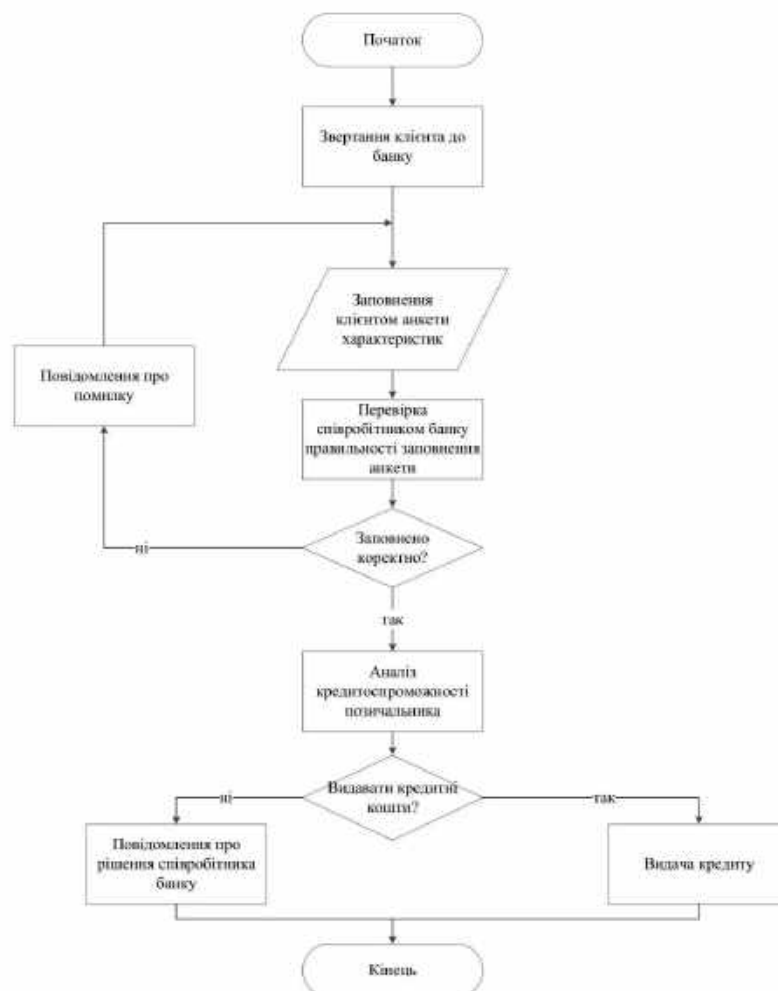 Початок
Звертання клієнта до
банку
Заповнення
клієнтом анкети
характеристик
Повідомлення про
помилку
Перевірка
співробітником банку
правильності заповнення
анкети
Заповнено
коректно?
ні
так
Аналіз
кредитоспроможності
позичальника
Видавати кредитні
кошти?
ні
так
Повідомлення про
рішення співробітника
банку
Видача кредиту
Кінець